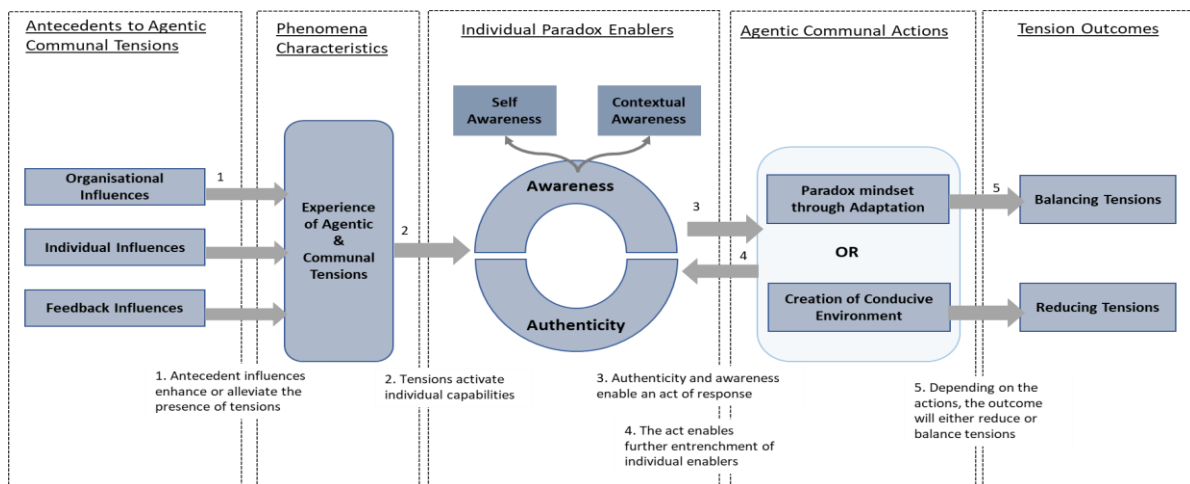 Antecedents to Agentic
Communal Tensions
Phenomena
Characteristics
Individual Paradox Enablers
Agentic Communal Actions
Tension Outcomes
Self
Awareness
Contextual
Awareness
Organisational
Influences
Individual Influences
Feedback Influences
1
Experience
of Agentic
&
Communal
Tensions
2
Awareness
Authenticity
3
4
Paradox mindset
through Adaptation
OR
Creation of Conducive
Environment
5
Balancing Tensions
Reducing Tensions
1. Antecedent influences
enhance or alleviate the
presence of tensions
2. Tensions activate
individual capabilities
3. Authenticity and awareness
enable an act of response
4. The act enables
further entrenchment of
individual enablers
5. Depending on the
actions, the outcome
will either reduce or
balance tensions